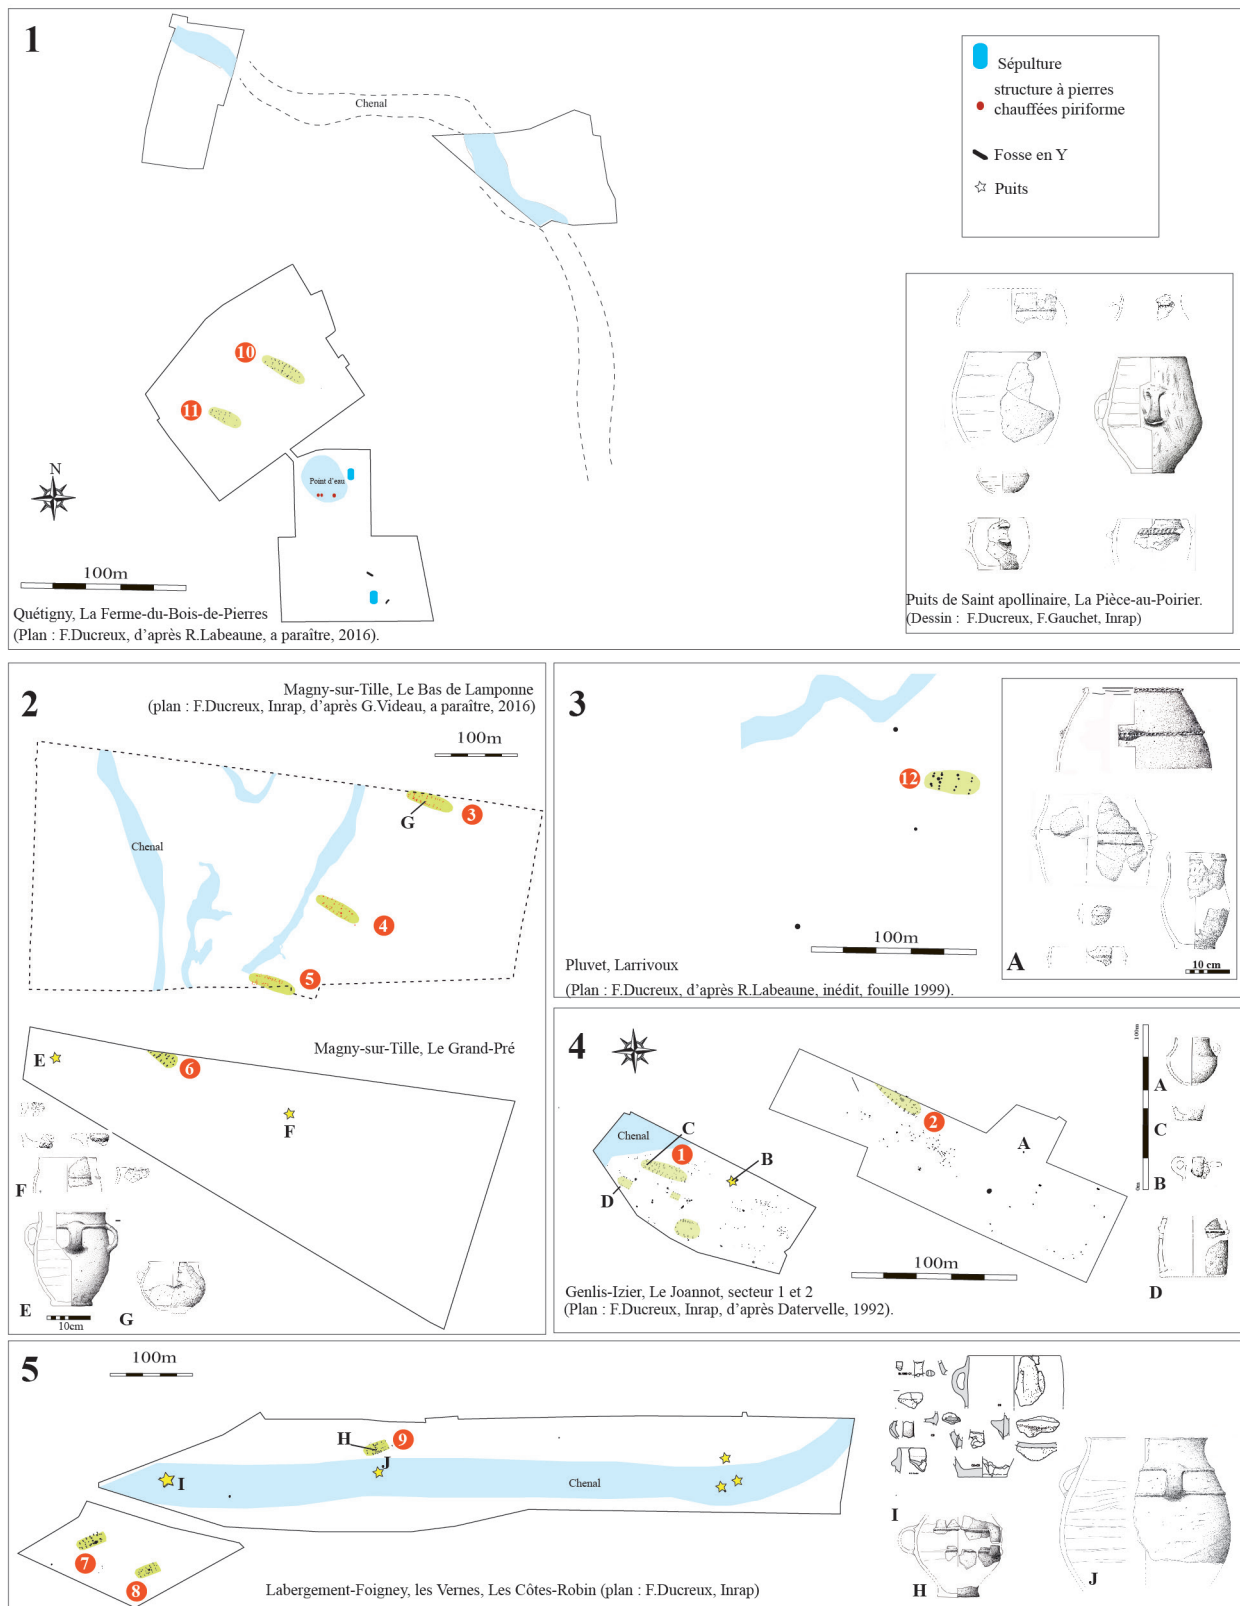 1
Chenal
Sépulture
structure à pierres
chauffées piriforme
Fosse en Y
Puits
10
11
Point d'eau
N
100m
Quétigny, La Ferme-du-Bois-de-Pierres
(Plan : F.Ducreux, d'après R.Labeaune, a paraître, 2016).
Puits de Saint apollinaire, La Pièce-au-Poirier.
(Dessin : F.Ducreux, F.Gauchet, Inrap)
2
Magny-sur-Tille, Le Bas de Lamponne
(plan : F.Ducreux, Inrap, d'après G.Videau, a paraître, 2016)
100m
G
3
Chenal
4
5
Magny-sur-Tille, Le Grand-Pré
E
6
F
F
E
G
10cm
3
12
100m
Pluvet, Larrivoux
(Plan : F.Ducreux, d'après R.Labeaune, inédit, fouille 1999).
A
10 cm
4
Chenal
C
1
B
D
2
A
100m
Genlis-Izier, Le Joannot, secteur 1 et 2
(Plan : F.Ducreux, Inrap, d'après Datervelle, 1992).
100m
0m
A
C
B
D
5
100m
H
9
J
I
Chenal
7
8
Labergement-Foigney, les Vernes, Les Côtes-Robin (plan : F.Ducreux, Inrap)
I
H
J